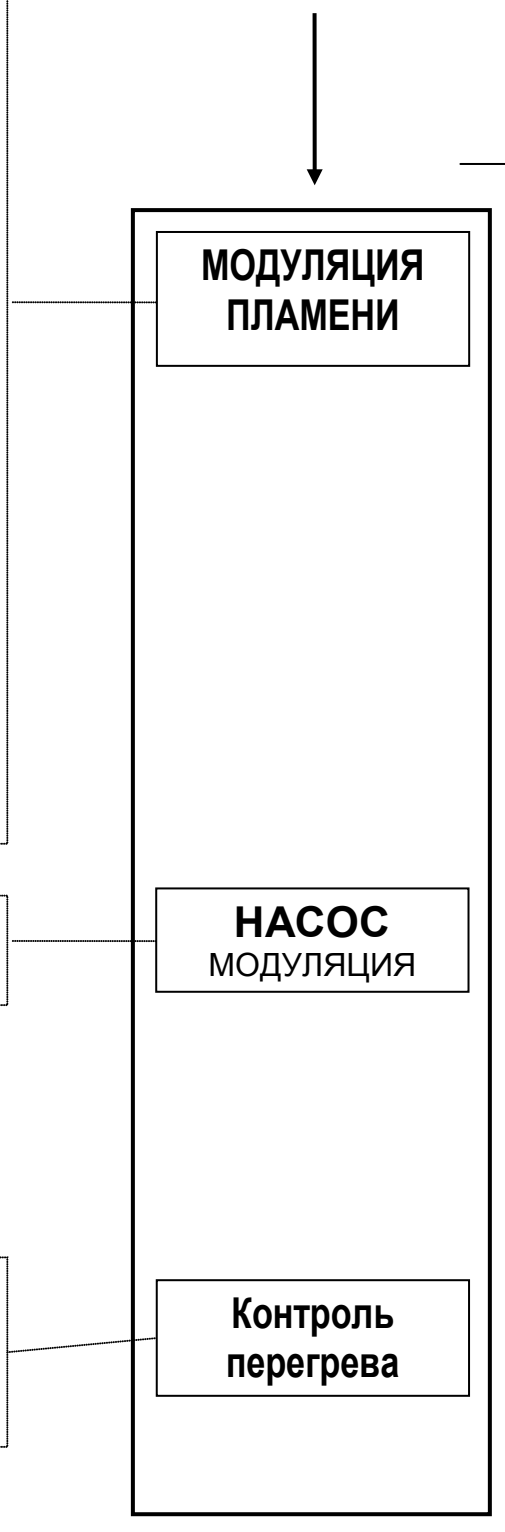 МОДУЛЯЦИЯ
ПЛАМЕНИ
НАСОС
МОДУЛЯЦИЯ
Контроль
перегрева